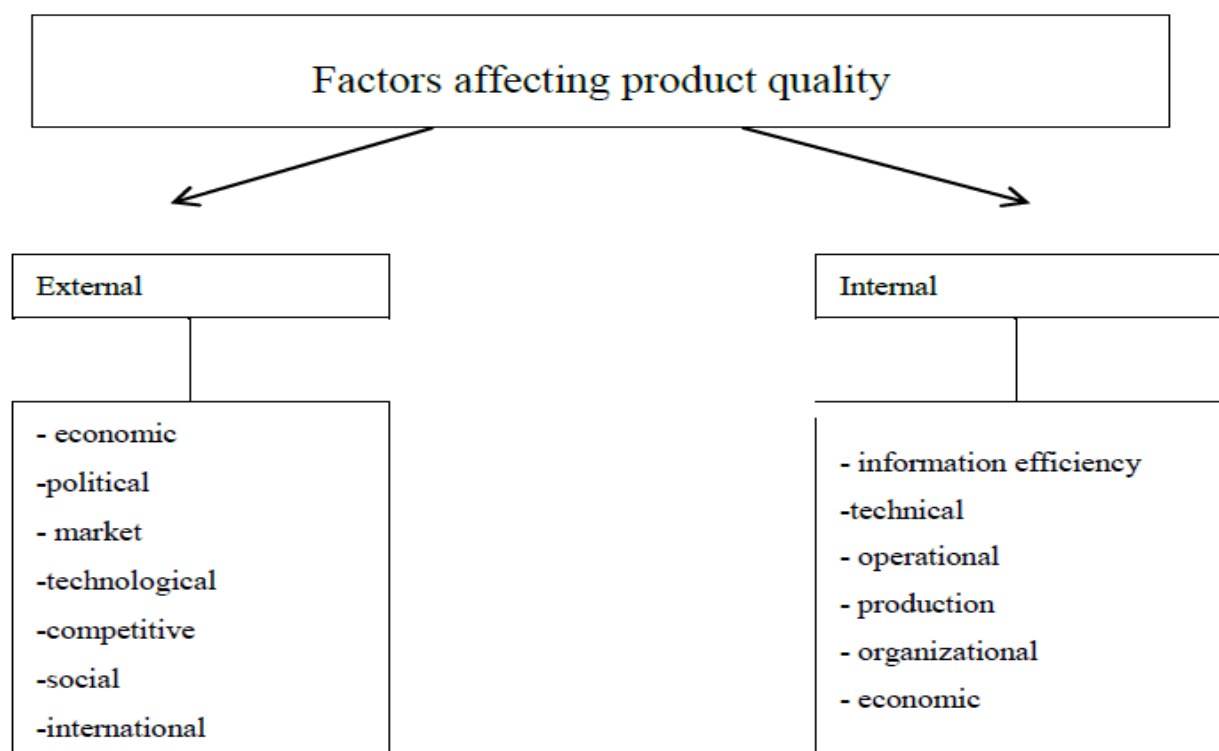 Factors affecting product quality
External
- economic
-political
- market
-technological
-competitive
-social
-international
Internal
- information efficiency
-technical
- operational
- production
- organizational
- economic